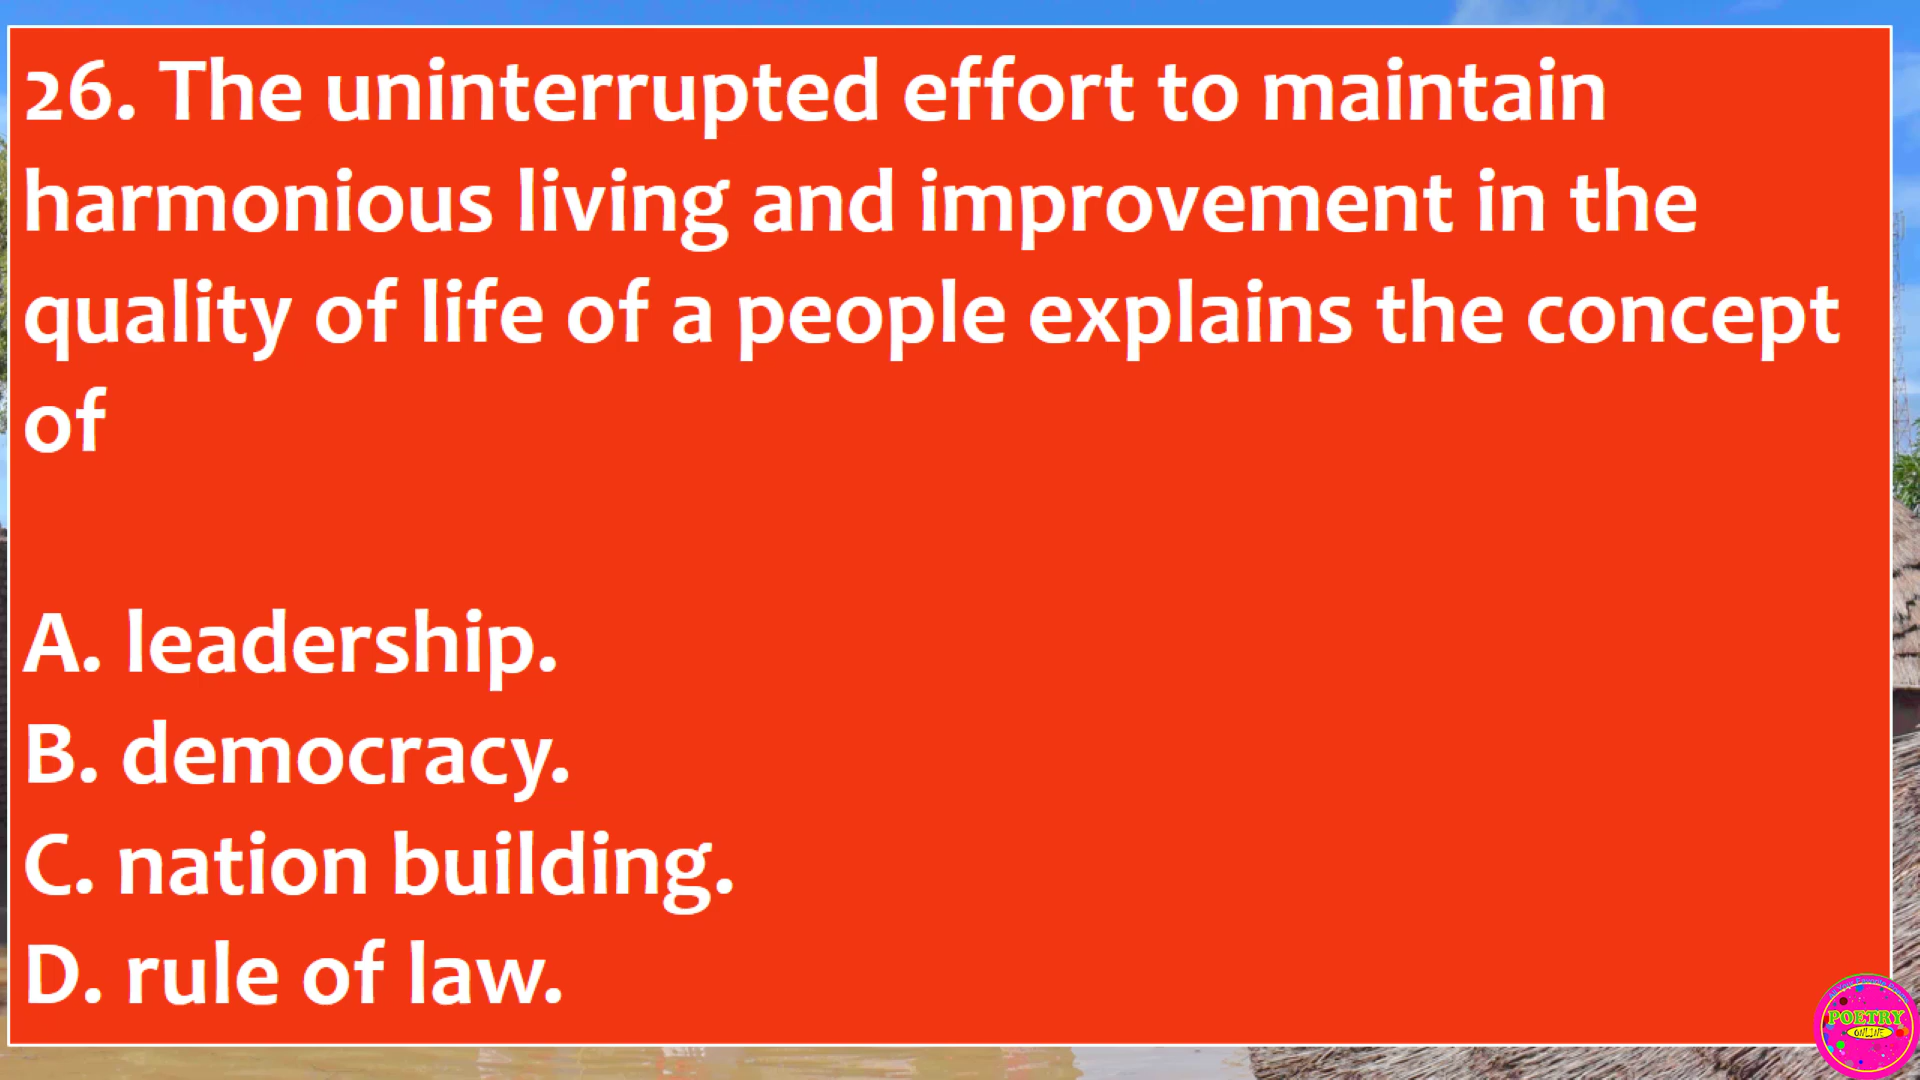 26. The uninterrupted effort to maintain
harmonious living and improvement in the
quality of life of a people explains the concept
of
A. leadership.
B. democracy.
C. nation building.
D. rule of law.
POETRY
ONLINE